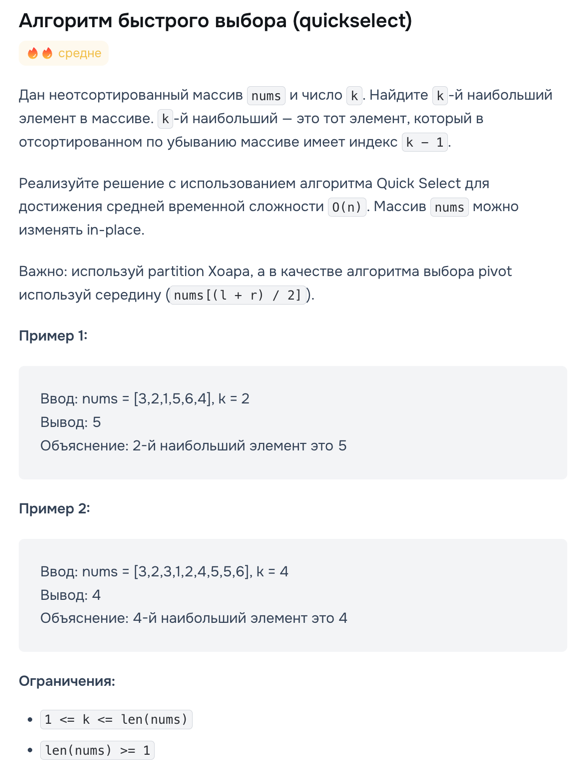 Алгоритм быстрого выбора (quickselect)
🔥🔥 средне
Дан неотсортированный массив nums и число k. Найдите k-й наибольший
элемент в массиве. k-й наибольший — это тот элемент, который в
отсортированном по убыванию массиве имеет индекс k − 1.
Реализуйте решение с использованием алгоритма Quick Select для
достижения средней временной сложности O(n). Массив nums можно
изменять in-place.
Важно: используй partition Хоара, а в качестве алгоритма выбора pivot
используй середину (nums[(l + r) / 2]).
Пример 1:
Ввод: nums = [3,2,1,5,6,4], k = 2
Вывод: 5
Объяснение: 2-й наибольший элемент это 5
Пример 2:
Ввод: nums = [3,2,3,1,2,4,5,5,6], k = 4
Вывод: 4
Объяснение: 4-й наибольший элемент это 4
Ограничения:
• 1 <= k <= len(nums)
• len(nums) >= 1